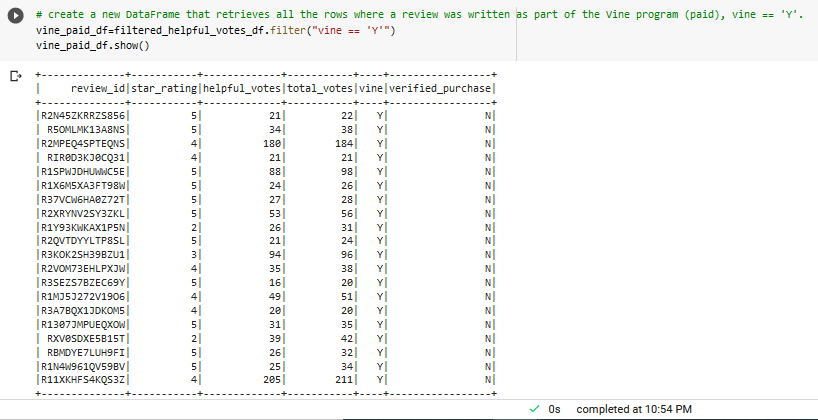 # create a new DataFrame that retrieves all the rows where a review was written as part of the Vine program (paid), vine == 'Y'.
vine_paid_df=filtered_helpful_votes_df.filter("vine == 'Y'")
vine_paid_df.show()
+--------------+-----------+-------------+-----------+----+-----------------+
|     review_id|star_rating|helpful_votes|total_votes|vine|verified_purchase|
+--------------+-----------+-------------+-----------+----+-----------------+
|R2N45ZKRRZS856|          5|           21|         22|   Y|                N|
| R5OMLMK13A8NS|          5|           34|         38|   Y|                N|
|R2MPEQ4SPTEQNS|          4|          180|        184|   Y|                N|
| RIR0D3KJ0CQ31|          4|           21|         21|   Y|                N|
|R1SPWJDHUWWC5E|          5|           88|         98|   Y|                N|
|R1X6M5XA3FT98W|          5|           24|         26|   Y|                N|
|R37VCW6HA0Z72T|          5|           27|         28|   Y|                N|
|R2XRYNV2SY3ZKL|          5|           53|         56|   Y|                N|
|R1Y93KWKAX1P5N|          2|           26|         31|   Y|                N|
|R2QVTDYYLTP8SL|          5|           21|         24|   Y|                N|
|R3KOK2SH39BZU1|          3|           94|         96|   Y|                N|
|R2VOM73EHLPXJW|          4|           35|         38|   Y|                N|
|R3SEZS7BZEC69Y|          5|           16|         20|   Y|                N|
|R1MJ5J272V19O6|          4|           49|         51|   Y|                N|
|R3A7BQX1JDKOM5|          4|           20|         20|   Y|                N|
|R1307JMPUEQXOW|          5|           31|         35|   Y|                N|
| RXV0SDXE5B15T|          2|           39|         42|   Y|                N|
| RBMDYE7LUH9FI|          5|           26|         32|   Y|                N|
|R1N4W961QV59BV|          5|           25|         34|   Y|                N|
|R11XKHFS4KQS3Z|          4|          205|        211|   Y|                N|
+--------------+-----------+-------------+-----------+----+-----------------+
0s completed at 10:54 PM